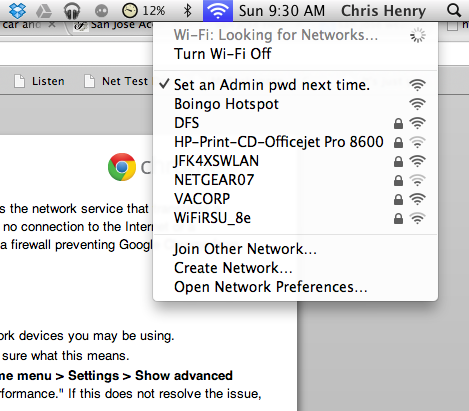 12% Sun 9:30 AM Chris Henry
car and San Jose A
Wi-Fi: Looking for Networks...
Turn Wi-Fi Off
Listen Net Test
Set an Admin pwd next time.
Boingo Hotspot
DFS
HP-Print-CD-Officejet Pro 8600
JFK4XSWLAN
C
NETGEAR07
VACORP
s the network service that
WiFiRSU_8e
no connection to the Intern
a firewall preventing Google
Join Other Network...
Create Network...
Open Network Preferences...
rk devices you may be using.
sure what this means.
me menu > Settings > Show advanced
rformance." If this does not resolve the issue,